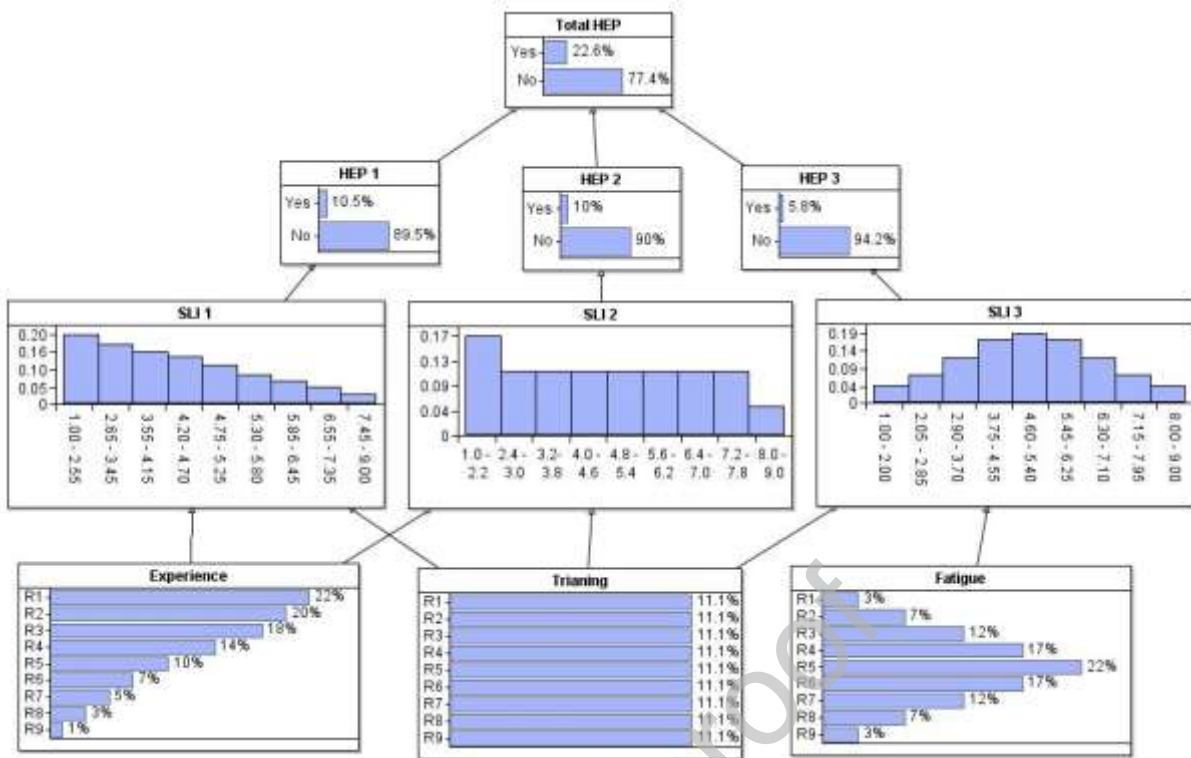 Total HEP
Yes 22.6%
No 77.4%
HEP 1
Yes 10.5%
No 89.5%
HEP 2
Yes 10%
No 90%
HEP 3
Yes 5.8%
No 94.2%
SLI 1
0.20
0.16
0.10
0.05
0
1.00 - 2.55
2.65 - 3.45
3.55 - 4.15
4.20 - 4.70
4.75 - 5.25
5.30 - 5.80
5.85 - 6.45
6.55 - 7.35
7.45 - 9.00
SLI 2
0.17
0.13
0.09
0.04
0
1.0 - 2.4 - 3.2- 4.0 - 4.8 - 5.6 - 6.4 - 7.2 - 8.0 -
2.2 3.0 3.8 4.6 5.4 6.2 7.0 7.8 9.0
SLI 3
0.19
0.14
0.09
0.04
0
1.00 - 2.00
2.05 - 2.85
2.90 - 3.70
3.75 - 4.55
4.60 - 5.40
5.45 - 6.25
6.30 - 7.10
7.15 - 7.95
8.00 - 9.00
Experience
R1 22%
R2 20%
R3 18%
R4 14%
R5 10%
R6 7%
R7 5%
R8 3%
R9 1%
Trianing
R1 11.1%
R2 11.1%
R3 11.1%
R4 11.1%
R5 11.1%
R6 11.1%
R7 11.1%
R8 11.1%
R9 11.1%
Fatigue
R1 3%
R2 7%
R3 12%
R4 17%
R5 22%
R6 17%
R7 12%
R8 7%
R9 3%
roof